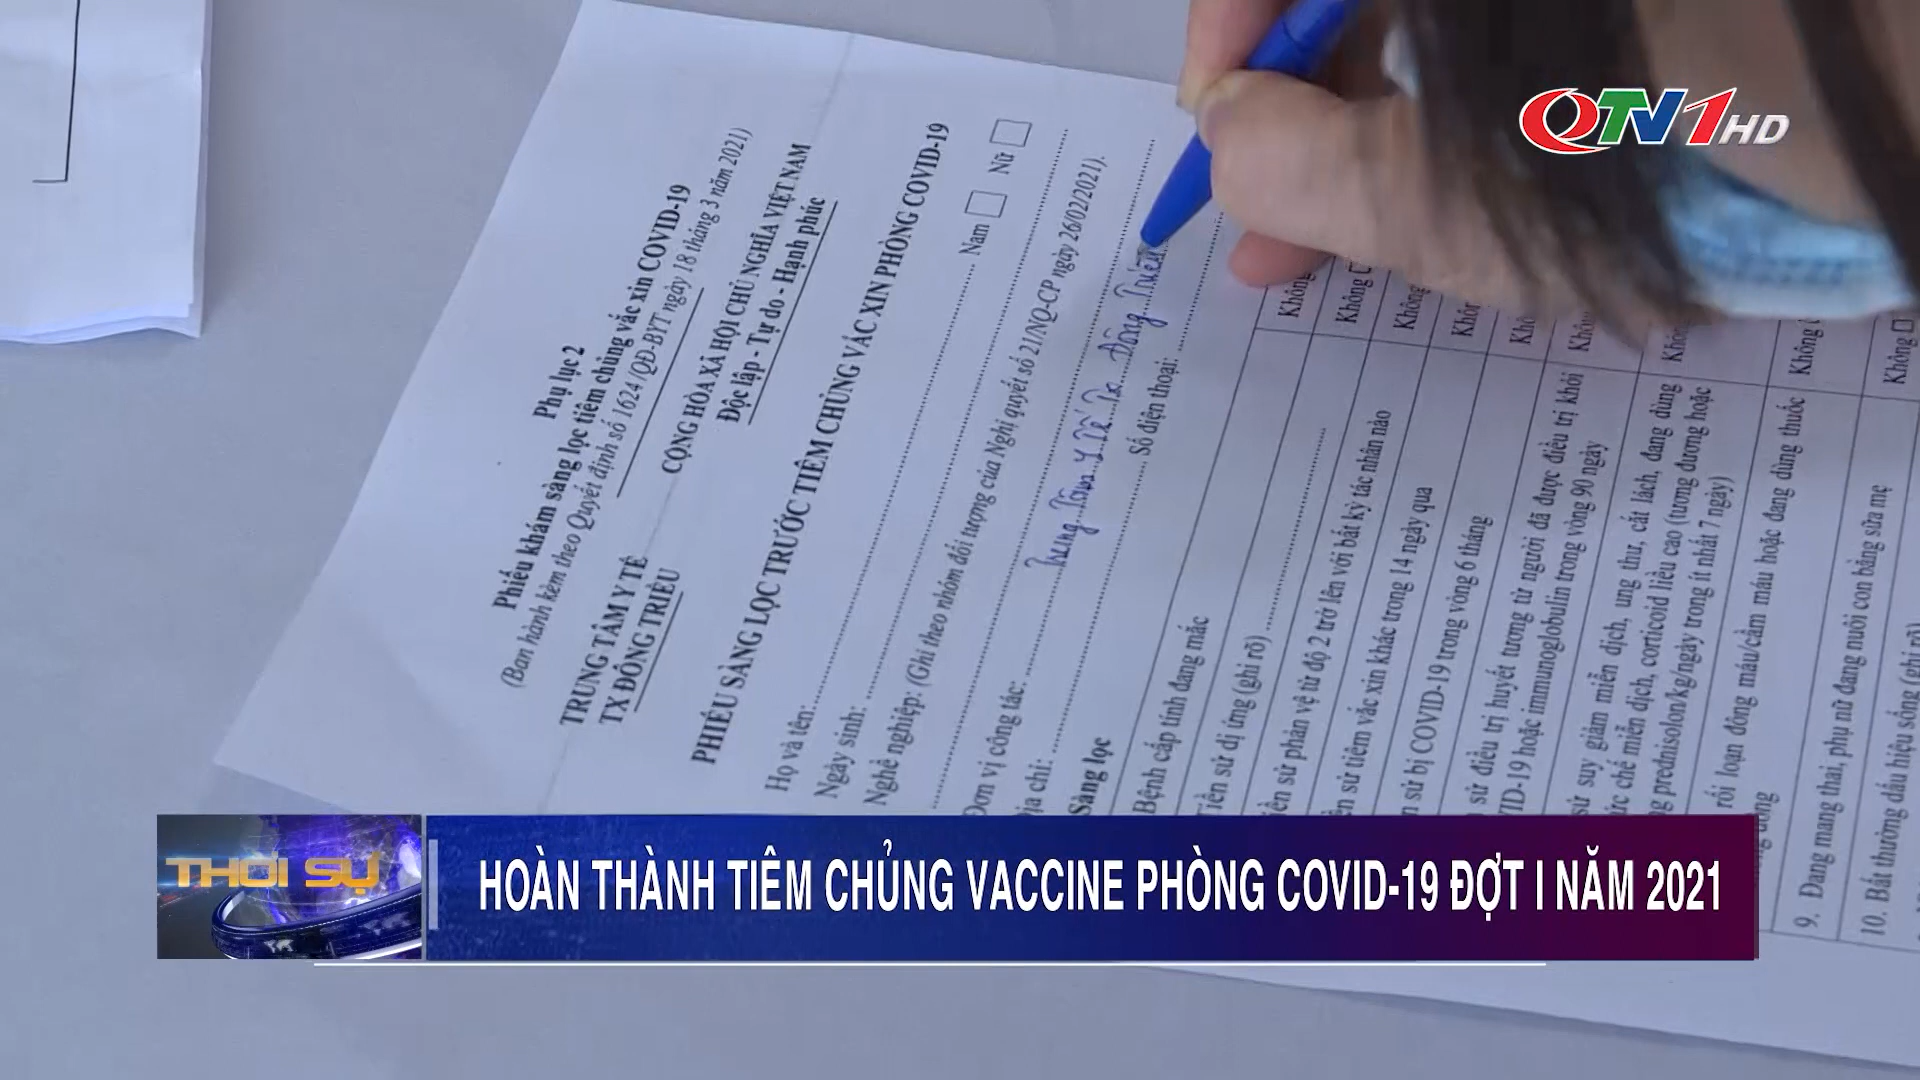 QTV1HD
Phụ lục 2
Phiếu khám sàng lọc tiêm chủng vắc xin COVID-19
(Ban hành kèm theo Quyết định số 1624 /QĐ-BYT ngày 18 tháng 3 năm 2021)
TRUNG TÂM Y TẾ
TX ĐÔNG TRIỀU
CỘNG HÒA XÃ HỘI CHỦ NGHĨA VIỆT NAM
Độc lập - Tự do - Hạnh phúc
PHIẾU SÀNG LỌC TRƯỚC TIÊM CHỦNG VẮC XIN PHÒNG COVID-19
Họ và tên: Nam ☐ Nữ ☐
Ngày sinh:
Nghề nghiệp: (Ghi theo nhóm đối tượng của Nghị quyết số 21/NQ-CP ngày 26/02/2021).
Đơn vị công tác: Trung Tâm Y Tế Tx Đông Triều
Địa chỉ: Số điện thoại:
Sàng lọc
Bệnh cấp tính đang mắc Không
Tiền sử dị ứng (ghi rõ) Không
tiền sử phản vệ từ độ 2 trở lên với bất kỳ tác nhân nào Không
sử tiêm vắc xin khác trong 14 ngày qua
sử bị COVID-19 trong vòng 6 tháng
sử điều trị huyết tương từ người đã được điều trị khỏi
COVID-19 hoặc immunoglobulin trong vòng 90 ngày
sử suy giảm miễn dịch, ung thư, cắt lách, đang dùng
ức chế miễn dịch, corticoid liều cao (tương đương hoặc
prednisolon/kg/ngày trong ít nhất 7 ngày)
rối loạn đông máu/cầm máu hoặc đang dùng thuốc Không
9. Đang mang thai, phụ nữ đang nuôi con bằng sữa mẹ Không ☐
10. Bất thường dấu hiệu sống (ghi rõ)
THỜI SỰ
HOÀN THÀNH TIÊM CHỦNG VACCINE PHÒNG COVID-19 ĐỢT I NĂM 2021